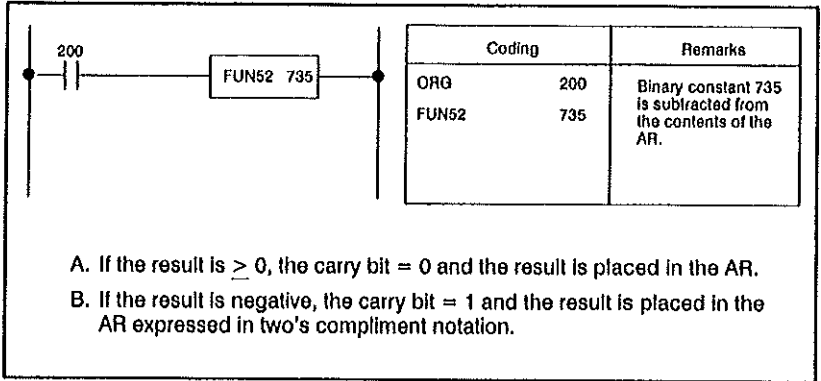 200
FUN52 735
Coding
Remarks
ORG 200
FUN52 735
Binary constant 735
is subtracted from
the contents of the
AR.
A. If the result is ≥ 0, the carry bit = 0 and the result is placed in the AR.
B. If the result is negative, the carry bit = 1 and the result is placed in the
AR expressed in two's compliment notation.